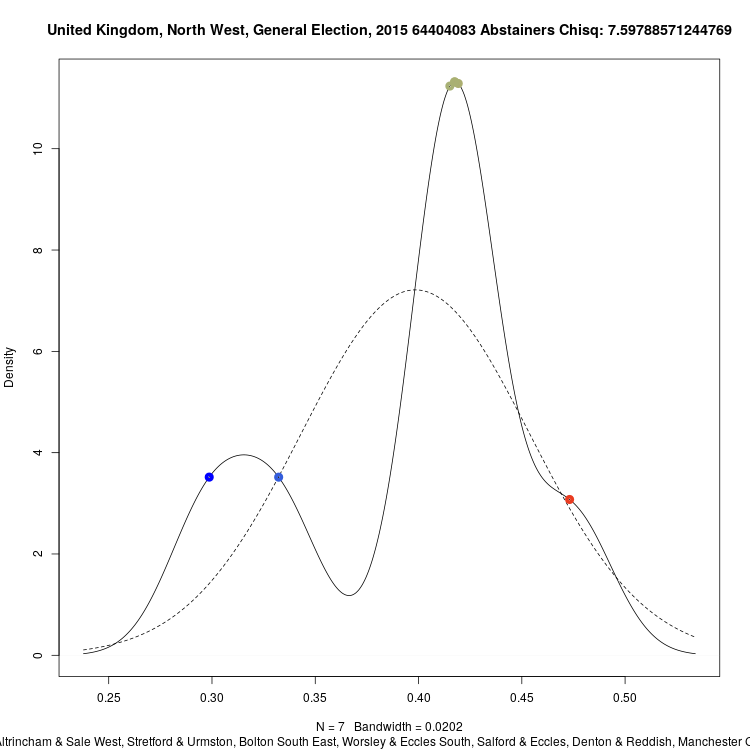 United Kingdom, North West, General Election, 2015 64404083 Abstainers Chisq: 7.59788571244769
Density
10
8
6
4
2
0
0.25 0.30 0.35 0.40 0.45 0.50
N = 7 Bandwidth = 0.0202
ltrincham & Sale West, Stretford & Urmston, Bolton South East, Worsley & Eccles South, Salford & Eccles, Denton & Reddish, Manchester